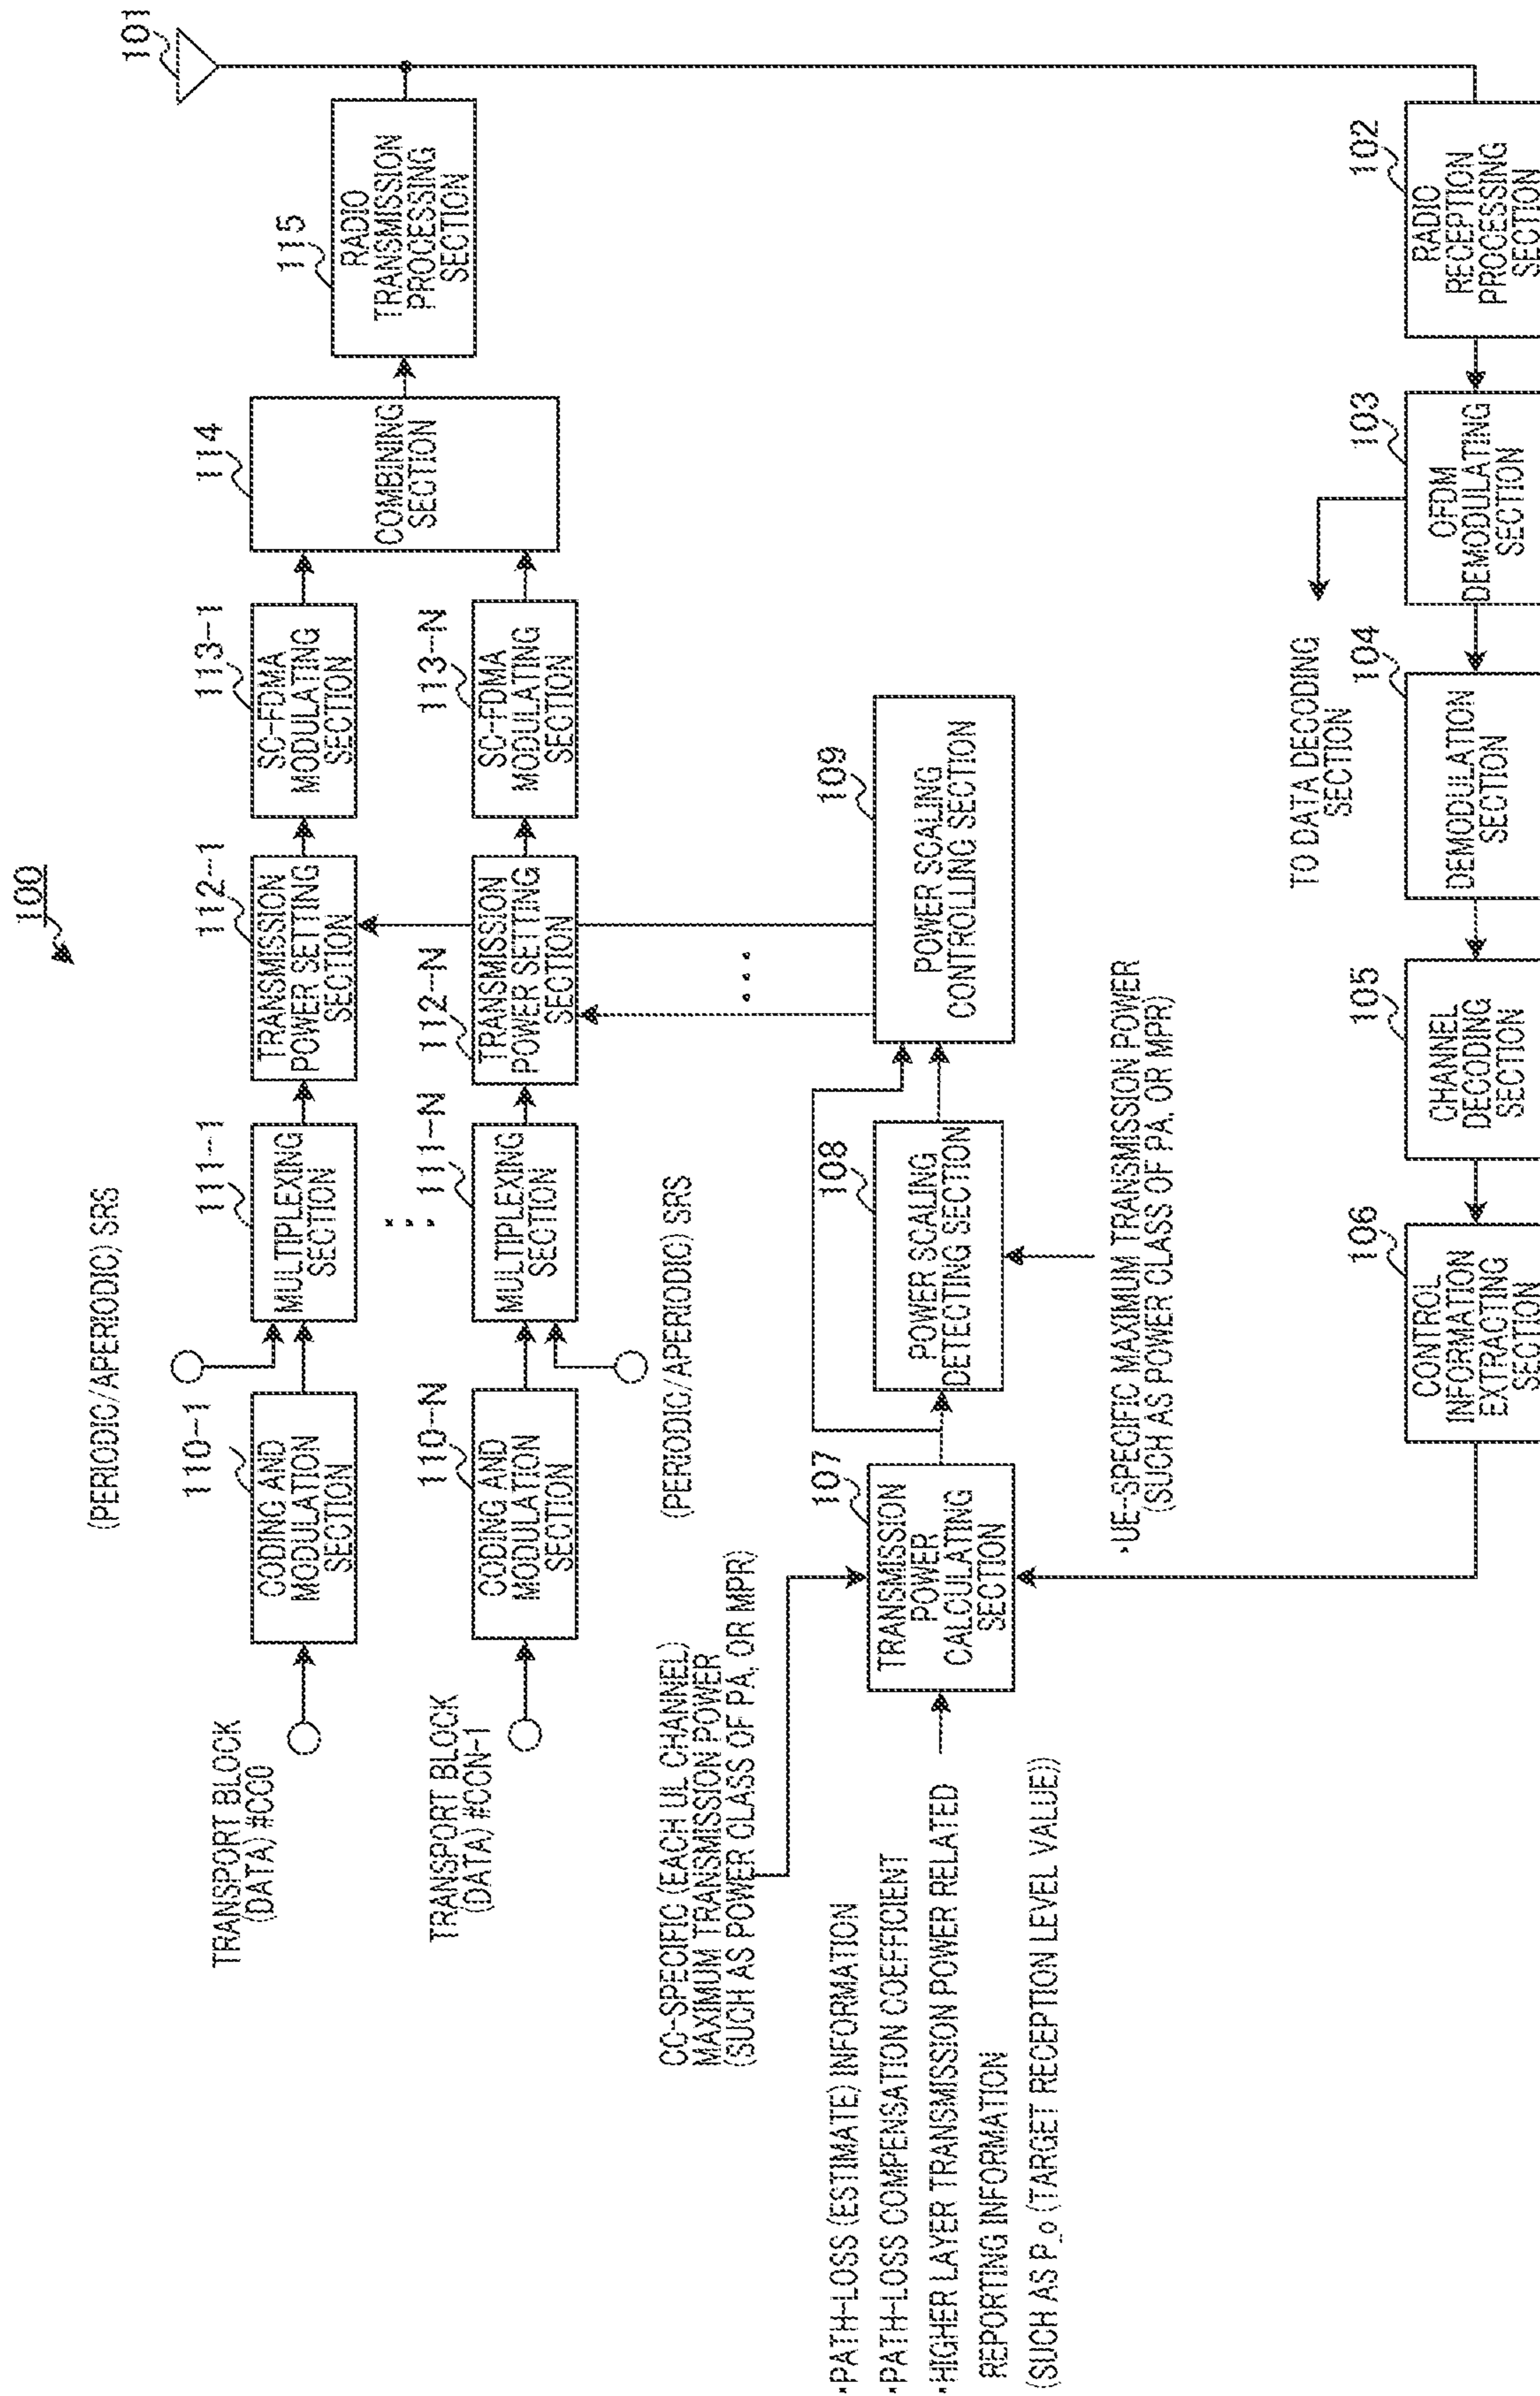 100
(PERIODIC/APERIODIC) SRS
TRANSPORT BLOCK
(DATA) #CC0
110-1
CODING AND
MODULATION
SECTION
111-1
MULTIPLEXING
SECTION
112-1
TRANSMISSION
POWER SETTING
SECTION
113-1
SC-FDMA
MODULATING
SECTION
114
COMBINING
SECTION
115
RADIO
TRANSMISSION
PROCESSING
SECTION
101
TRANSPORT BLOCK
(DATA) #CCN-1
110-N
CODING AND
MODULATION
SECTION
111-N
MULTIPLEXING
SECTION
112-N
TRANSMISSION
POWER SETTING
SECTION
113-N
SC-FDMA
MODULATING
SECTION
(PERIODIC/APERIODIC) SRS
CC-SPECIFIC (EACH UL CHANNEL)
MAXIMUM TRANSMISSION POWER
(SUCH AS POWER CLASS OF PA, OR MPR)
·PATH-LOSS (ESTIMATE) INFORMATION
·PATH-LOSS COMPENSATION COEFFICIENT
·HIGHER LAYER TRANSMISSION POWER RELATED
REPORTING INFORMATION
(SUCH AS P_o (TARGET RECEPTION LEVEL VALUE))
107
TRANSMISSION
POWER
CALCULATING
SECTION
108
POWER SCALING
DETECTING SECTION
109
POWER SCALING
CONTROLLING SECTION
·UE-SPECIFIC MAXIMUM TRANSMISSION POWER
(SUCH AS POWER CLASS OF PA, OR MPR)
TO DATA DECODING
SECTION
106
CONTROL
INFORMATION
EXTRACTING
SECTION
105
CHANNEL
DECODING
SECTION
104
DEMODULATION
SECTION
103
OFDM
DEMODULATING
SECTION
102
RADIO
RECEPTION
PROCESSING
SECTION